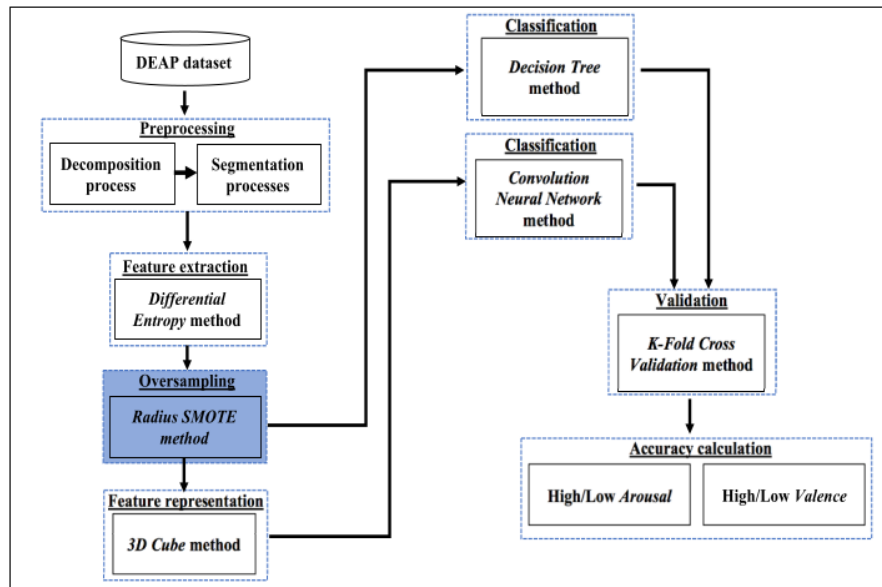 DEAP dataset
Preprocessing
Decomposition
process
Segmentation
processes
Feature extraction
Differential
Entropy method
Oversampling
Radius SMOTE
method
Feature representation
3D Cube method
Classification
Decision Tree
method
Classification
Convolution
Neural Network
method
Validation
K-Fold Cross
Validation method
Accuracy calculation
High/Low Arousal
High/Low Valence